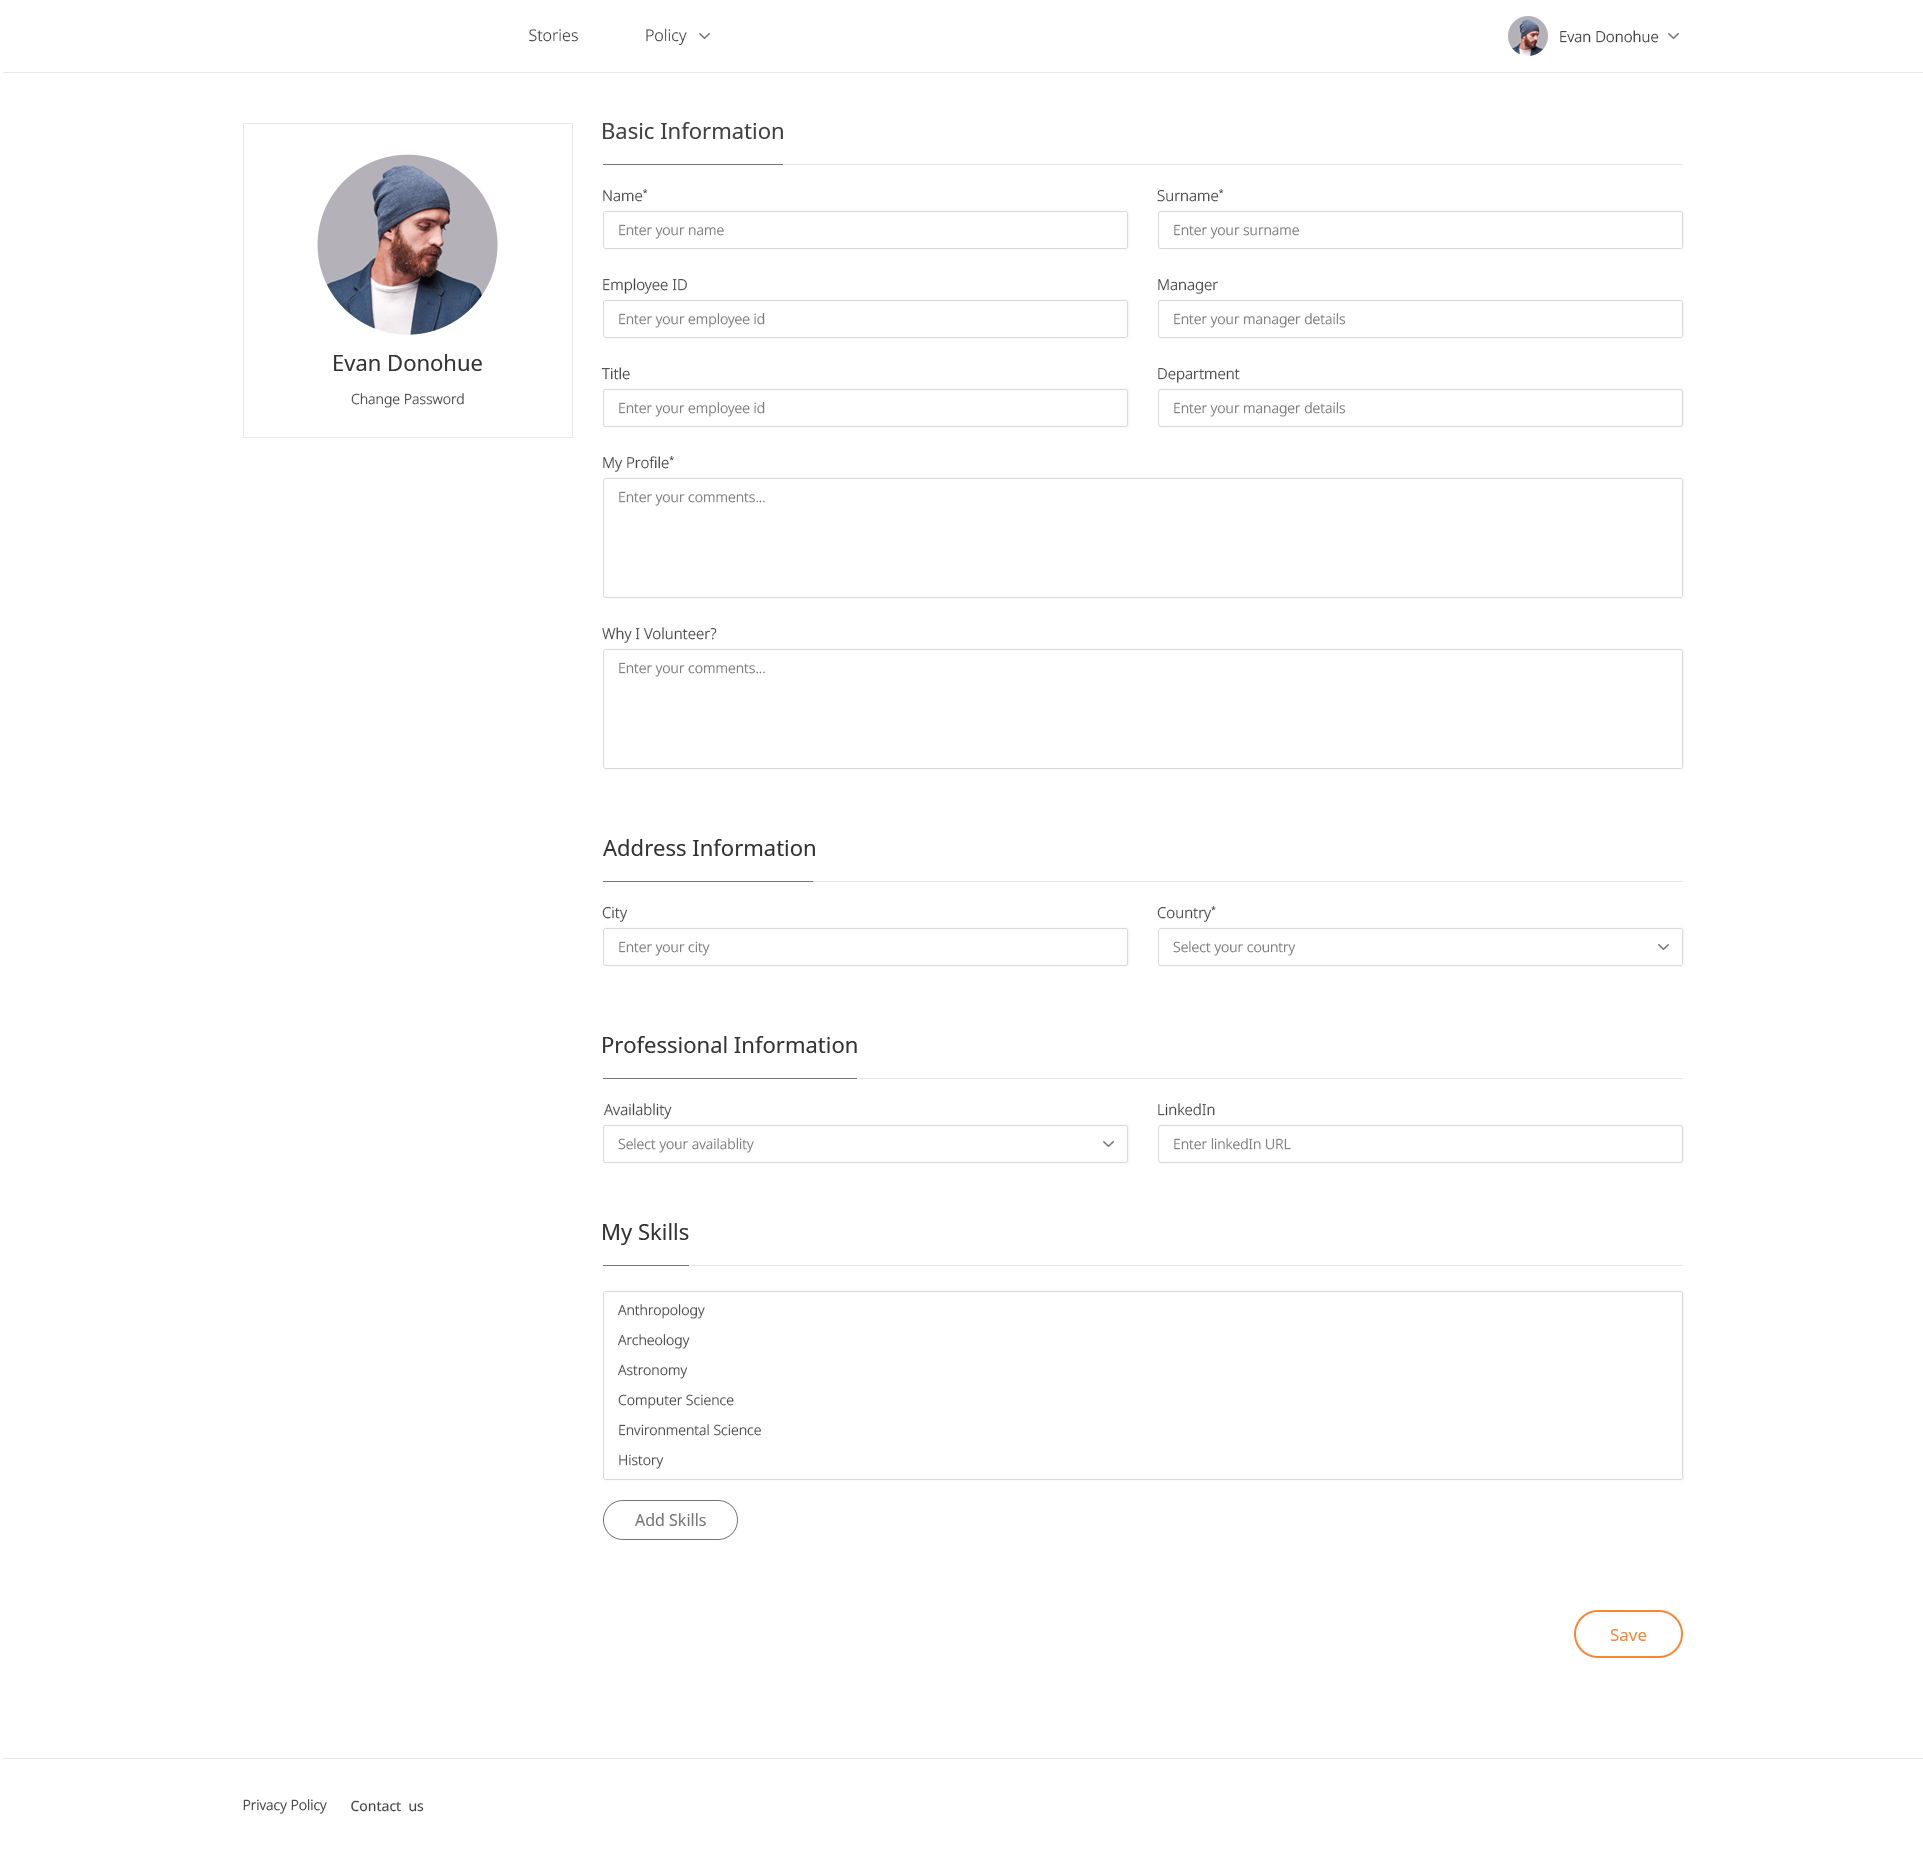 Stories Policy Evan Donohue
Evan Donohue
Change Password
Basic Information
Name* Surname*
Enter your name Enter your surname
Employee ID Manager
Enter your employee id Enter your manager details
Title Department
Enter your employee id Enter your manager details
My Profile*
Enter your comments...
Why I Volunteer?
Enter your comments...
Address Information
City Country*
Enter your city Select your country
Professional Information
Availablity LinkedIn
Select your availablity Enter linkedIn URL
My Skills
Anthropology
Archeology
Astronomy
Computer Science
Environmental Science
History
Add Skills
Save
Privacy Policy Contact us